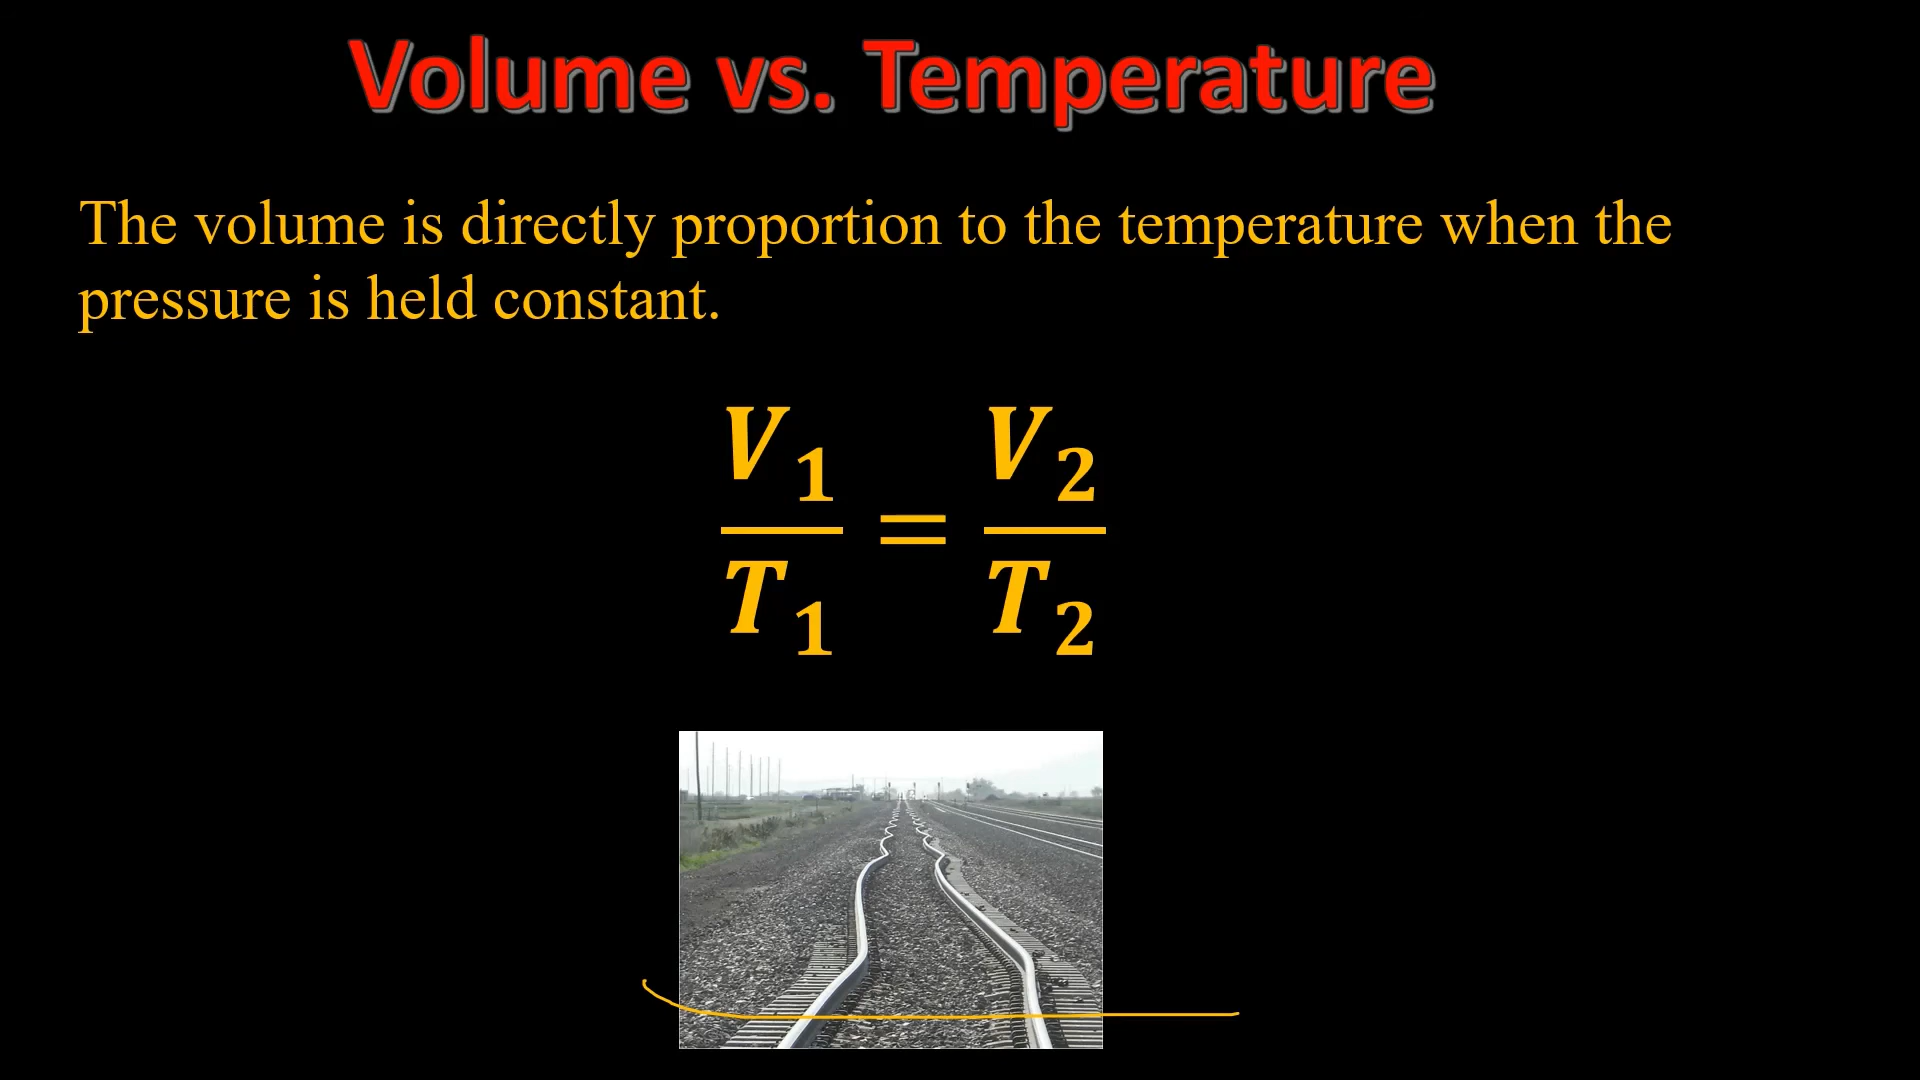 Volume vs. Temperature
The volume is directly proportion to the temperature when the
pressure is held constant.
V₁/T₁ = V₂/T₂